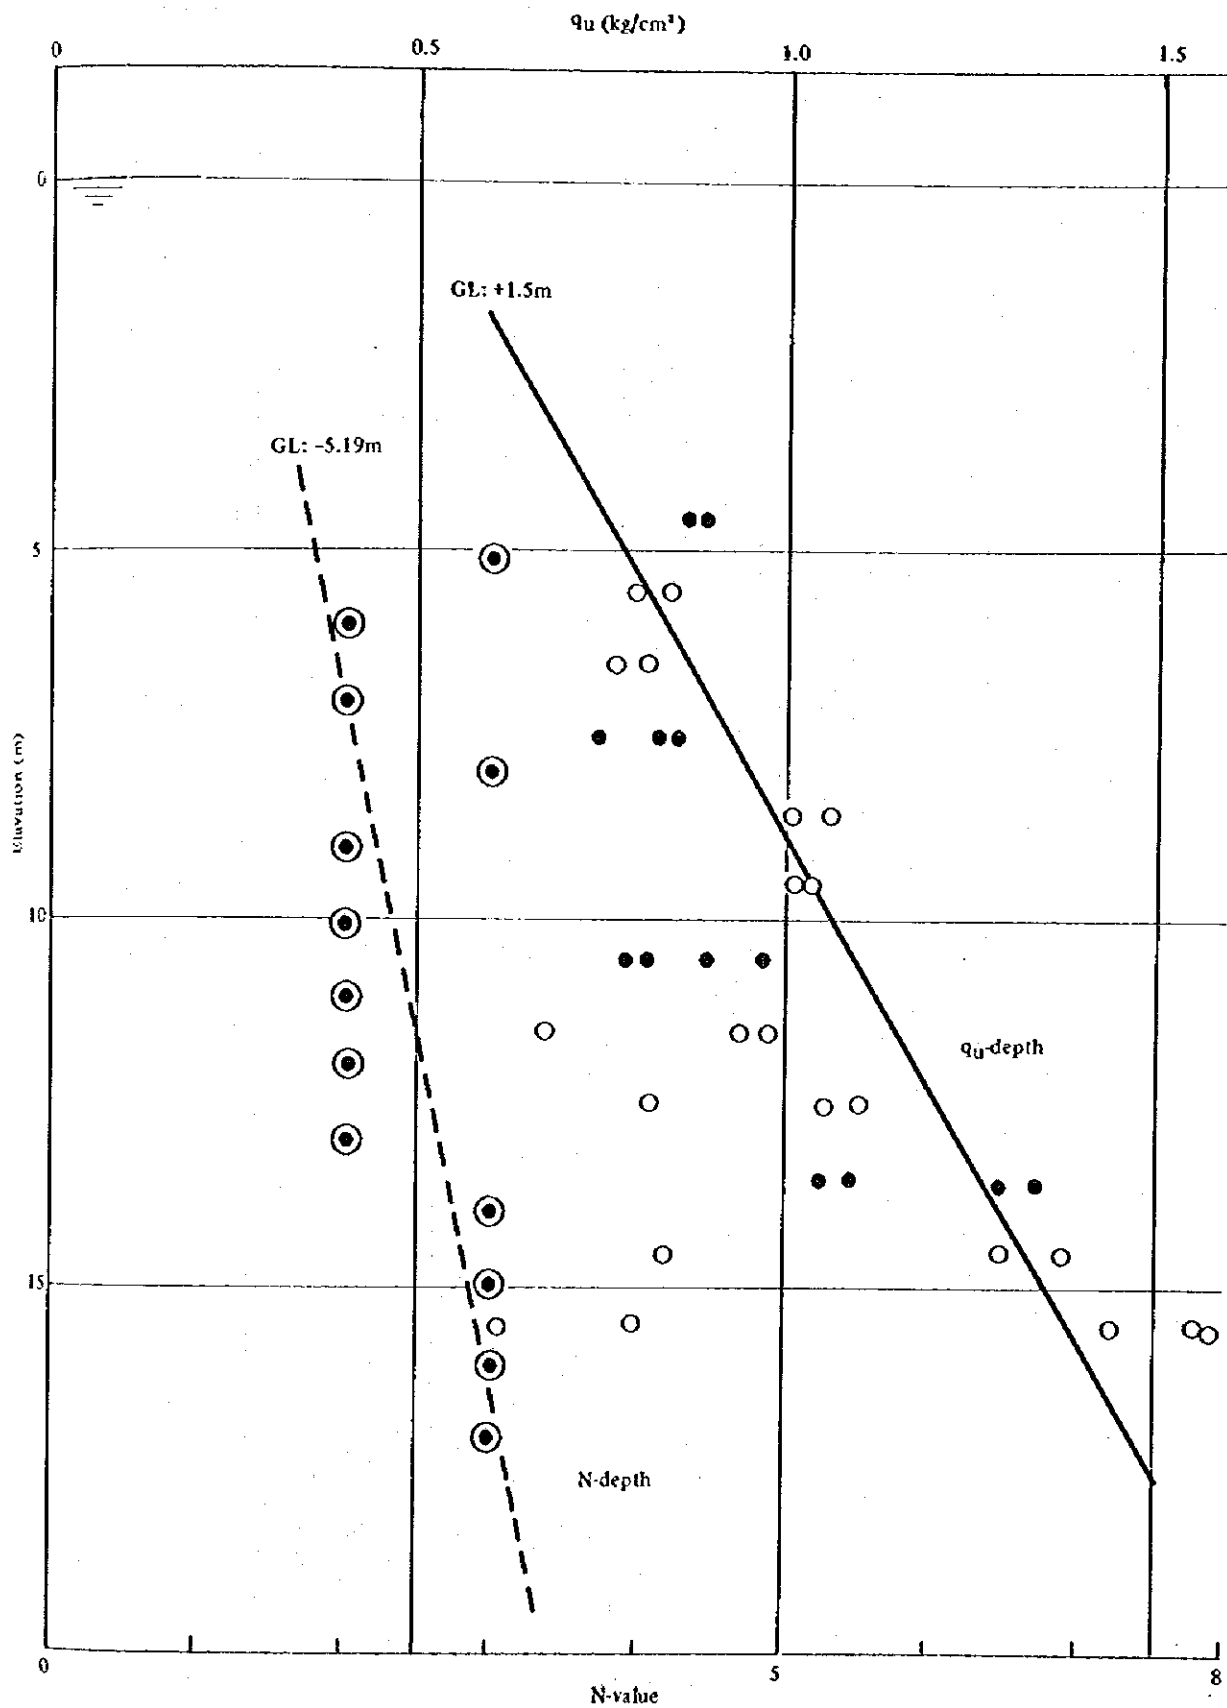 qu (kg/cm²)
0 0.5 1.0 1.5
0
GL: +1.5m
GL: -5.19m
5
Elavation (m)
10
qu-depth
15
N-depth
0 5 8
N-value